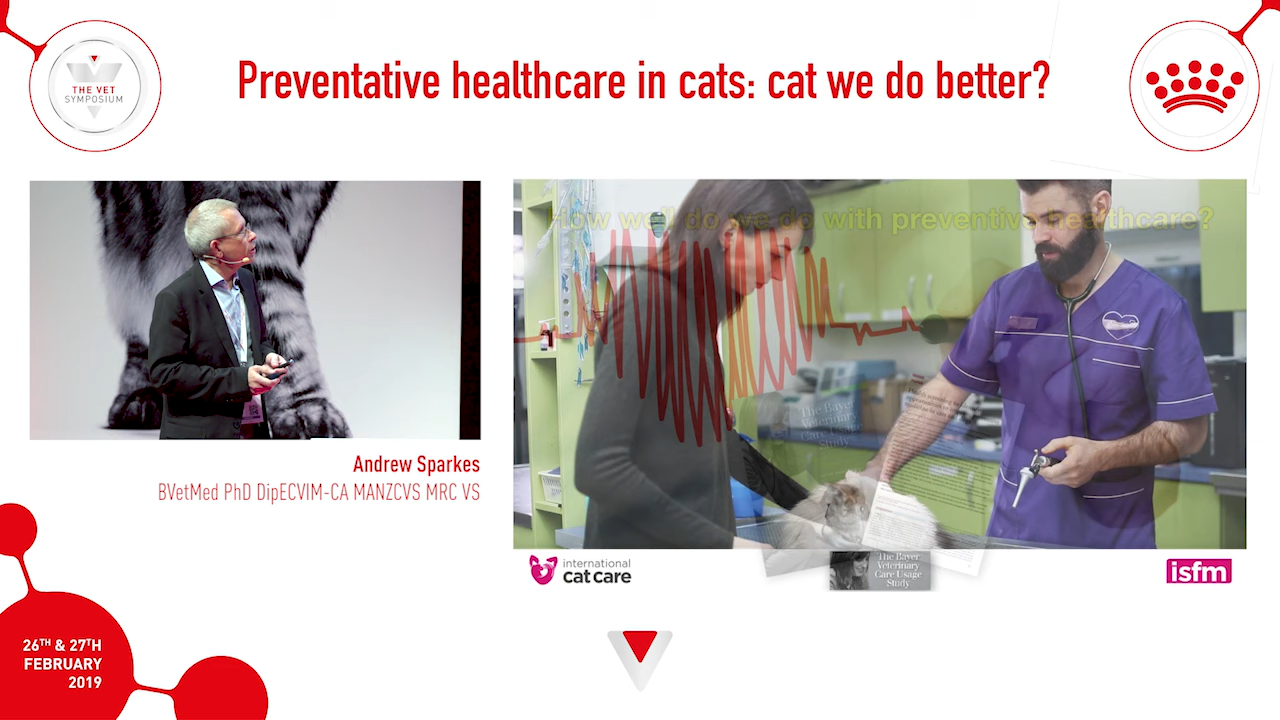 Preventative healthcare in cats: cat we do better?
THE VET
SYMPOSIUM
How well do we do with preventive healthcare?
The Bayer
Veterinary
Care Usage
Study
Andrew Sparkes
BVetMed PhD DipECVIM-CA MANZCVS MRC VS
international
cat care
The Bayer
Veterinary
Care Usage
Study
isfm
26TH & 27TH
FEBRUARY
2019